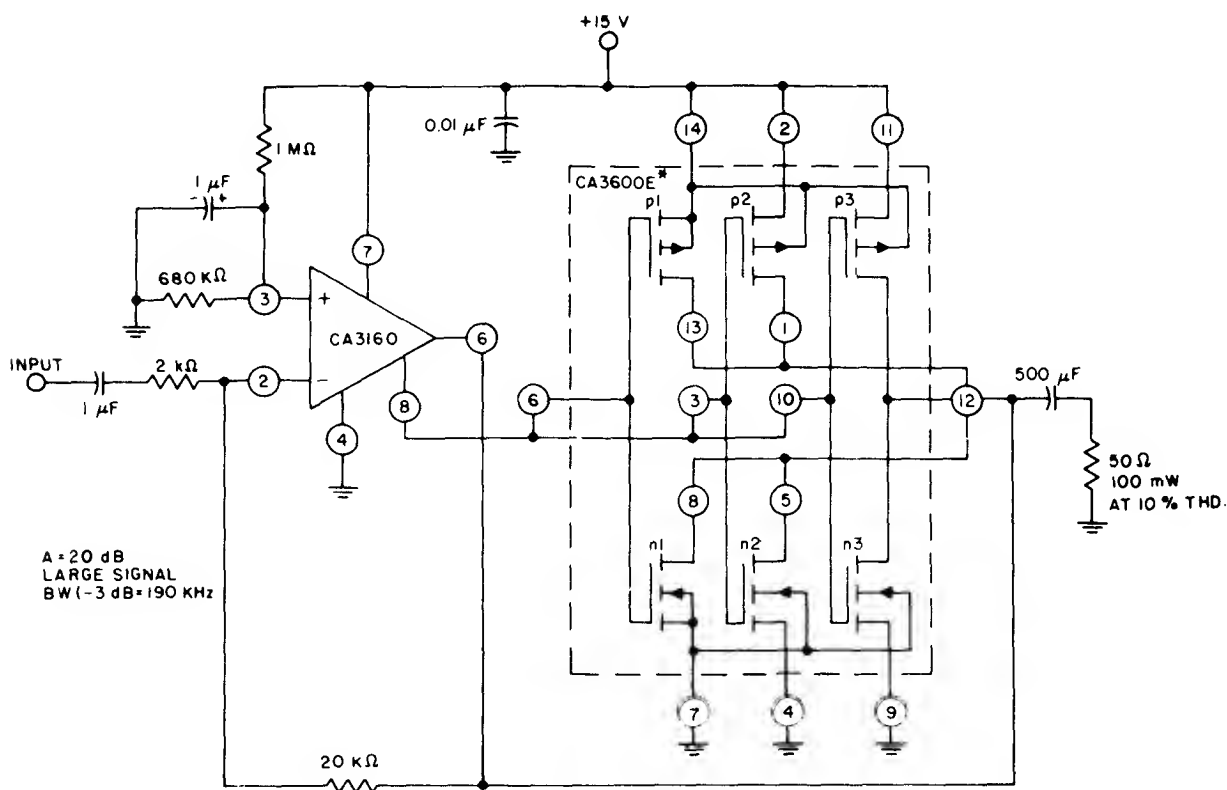 +15 V
1 MΩ
0.01 μF
14
2
11
CA3600E*
1 μF
- +
p1
p2
p3
7
680 KΩ
3
+
CA3160
6
13
1
INPUT
2 kΩ
2
-
1 μF
8
6
3
10
12
500 μF
4
50Ω
100 mW
AT 10 % THD.
8
5
n1
n2
n3
A = 20 dB
LARGE SIGNAL
BW (-3 dB = 190 KHz
7
4
9
20 KΩ